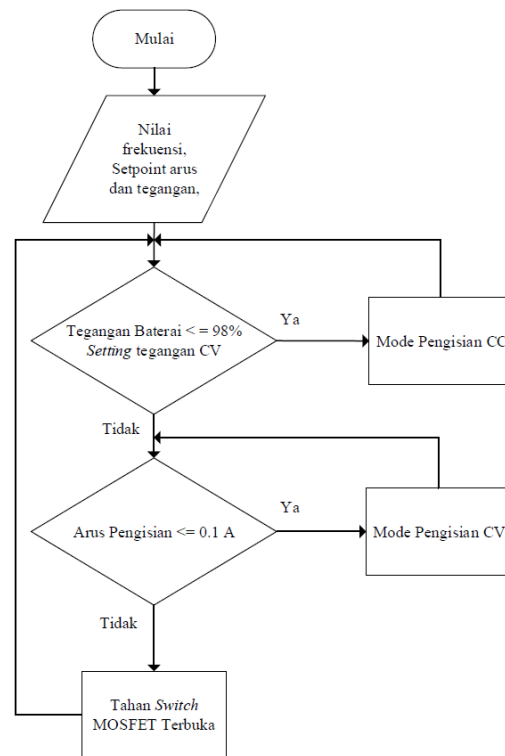 Mulai
Nilai
frekuensi,
Setpoint arus
dan tegangan,
Tegangan Baterai < = 98%
Setting tegangan CV
Ya
Mode Pengisian CC
Tidak
Arus Pengisian <= 0.1 A
Ya
Mode Pengisian CV
Tidak
Tahan Switch
MOSFET Terbuka